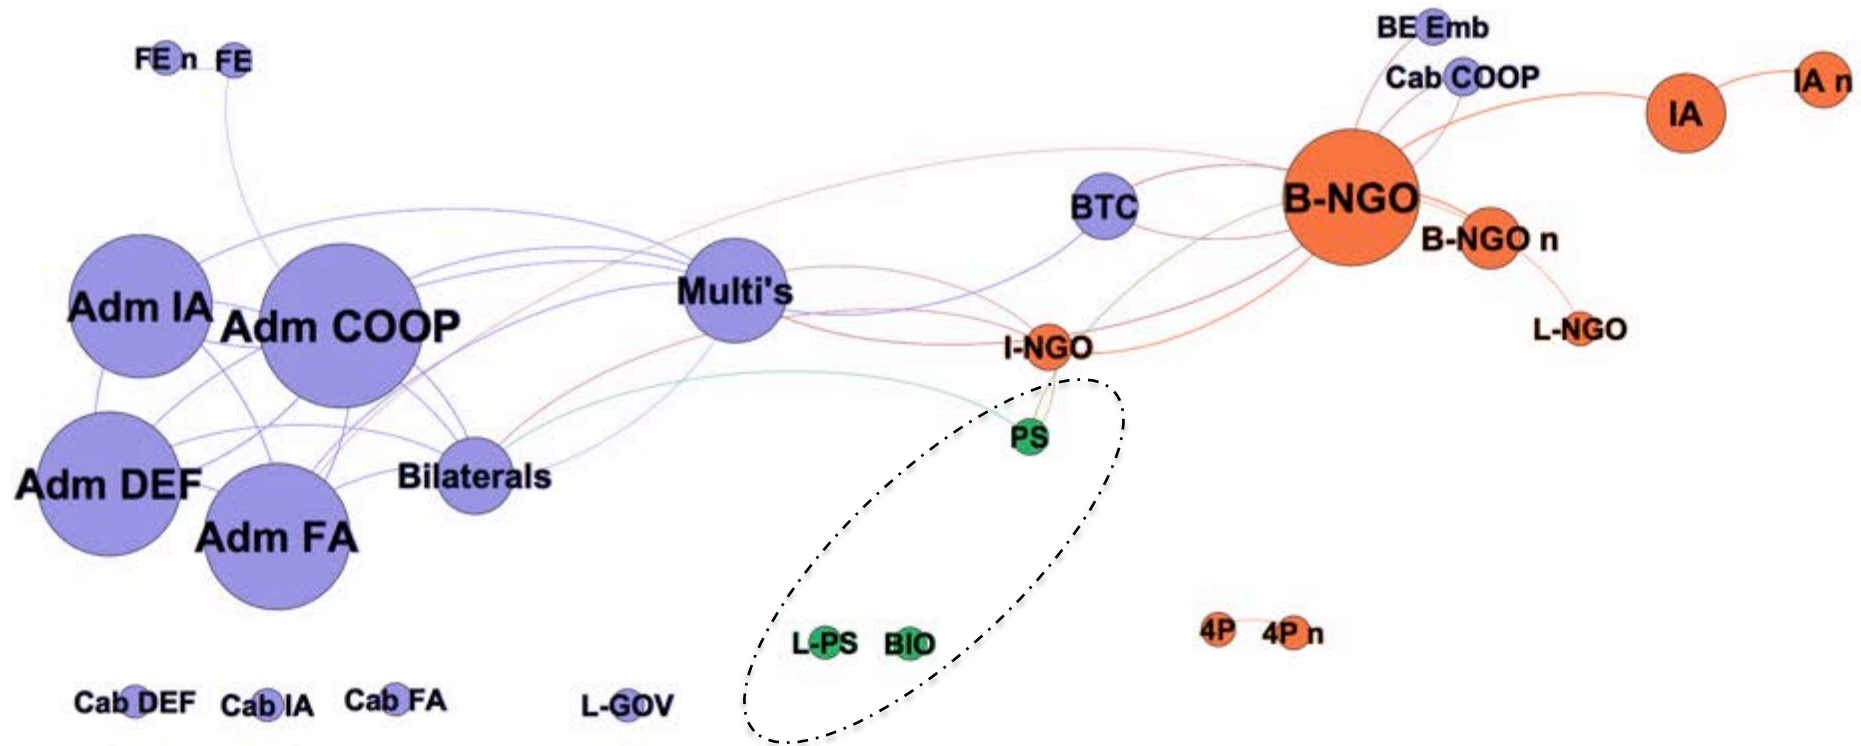 BE Emb
FE n
FE
Cab COOP
IA n
IA
B-NGO
BTC
B-NGO n
Multi's
Adm IA
Adm COOP
L-NGO
I-NGO
PS
Bilaterals
Adm DEF
Adm FA
4P
4P n
L-PS
BIO
Cab DEF
Cab IA
Cab FA
L-GOV